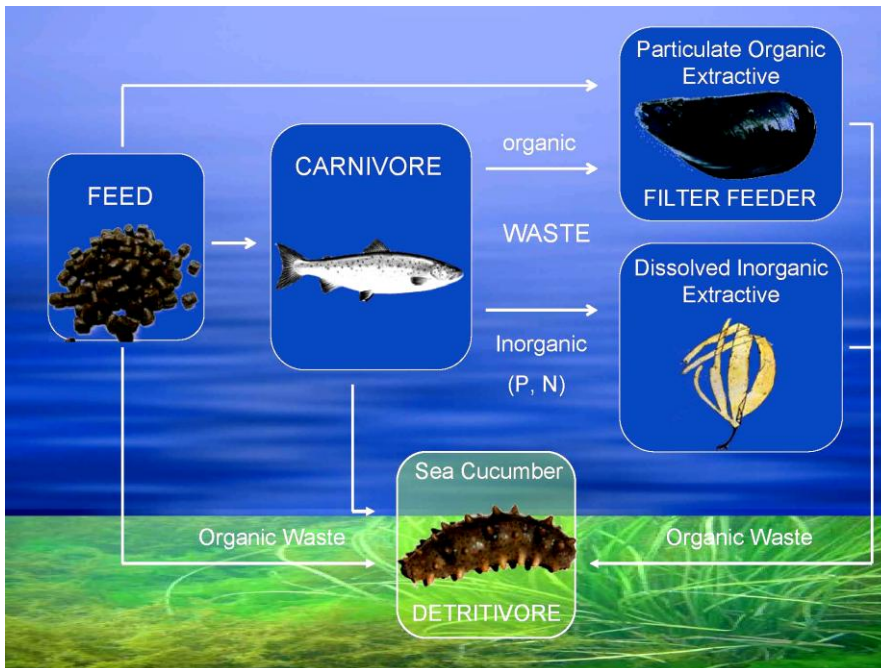 Particulate Organic
Extractive
FILTER FEEDER
CARNIVORE
organic
FEED
WASTE
Dissolved Inorganic
Extractive
Inorganic
(P, N)
Sea Cucumber
Organic Waste
Organic Waste
DETRITIVORE